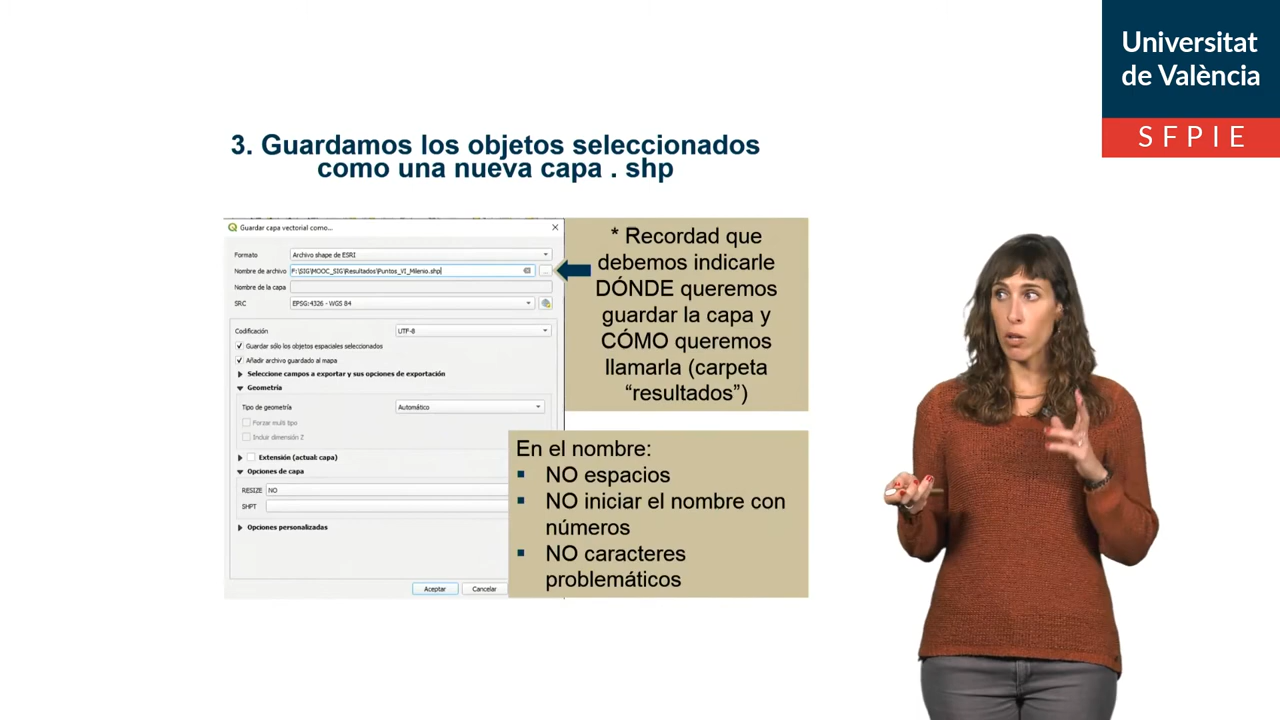 Universitat
de València
SFPIE
3. Guardamos los objetos seleccionados
como una nueva capa . shp
Guardar capa vectorial como...
Formato
Archivo shape de ESRI
Nombre de archivo
F:\SIG\MOOC_SIG\Resultados\Puntos_VI_Milenio.shp
Nombre de la capa
SRC
EPSG:4326 - WGS 84
Codificación
UTF-8
Guardar sólo los objetos espaciales seleccionados
Añadir archivo guardado al mapa
Seleccione campos a exportar y sus opciones de exportación
Geometría
Tipo de geometría
Automático
Forzar multi tipo
Incluir dimensión Z
Extensión (actual: capa)
Opciones de capa
RESIZE
NO
SHPT
Opciones personalizadas
Aceptar
Cancelar
* Recordad que
debemos indicarle
DÓNDE queremos
guardar la capa y
CÓMO queremos
llamarla (carpeta
“resultados”)
En el nombre:
▪ NO espacios
▪ NO iniciar el nombre con
números
▪ NO caracteres
problemáticos